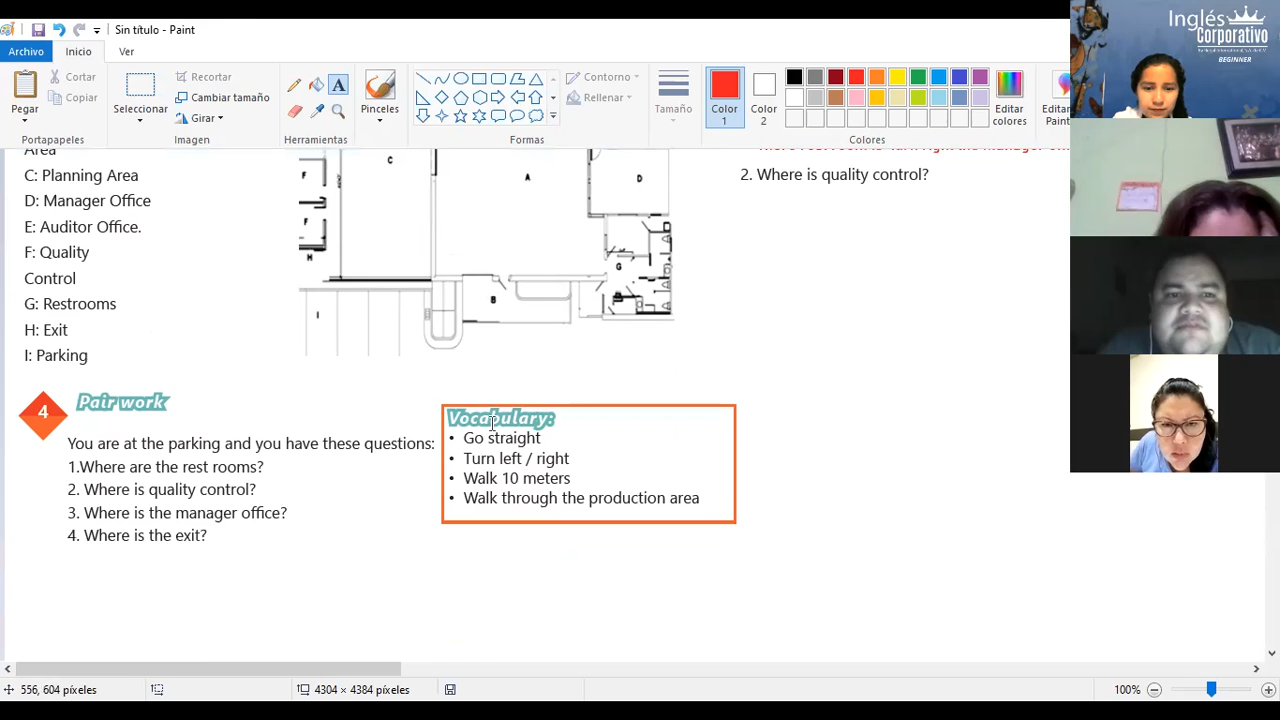 Sin título - Paint
Archivo Inicio Ver
Pegar
Cortar
Copiar
Portapapeles
Seleccionar
Recortar
Cambiar tamaño
Girar
Imagen
A
Herramientas
Pinceles
Contorno
Rellenar
Formas
Tamaño
Color 1
Color 2
Editar colores
Editar
Paint
Colores
Inglés
Corporativo
BEGINNER
Area
C: Planning Area
D: Manager Office
E: Auditor Office.
F: Quality
Control
G: Restrooms
H: Exit
I: Parking
F
F
H
C
A
D
G
B
I
2. Where is quality control?
4
Pair work
You are at the parking and you have these questions:
1.Where are the rest rooms?
2. Where is quality control?
3. Where is the manager office?
4. Where is the exit?
Vocabulary:
• Go straight
• Turn left / right
• Walk 10 meters
• Walk through the production area
556, 604 píxeles
4304 × 4384 píxeles
100%